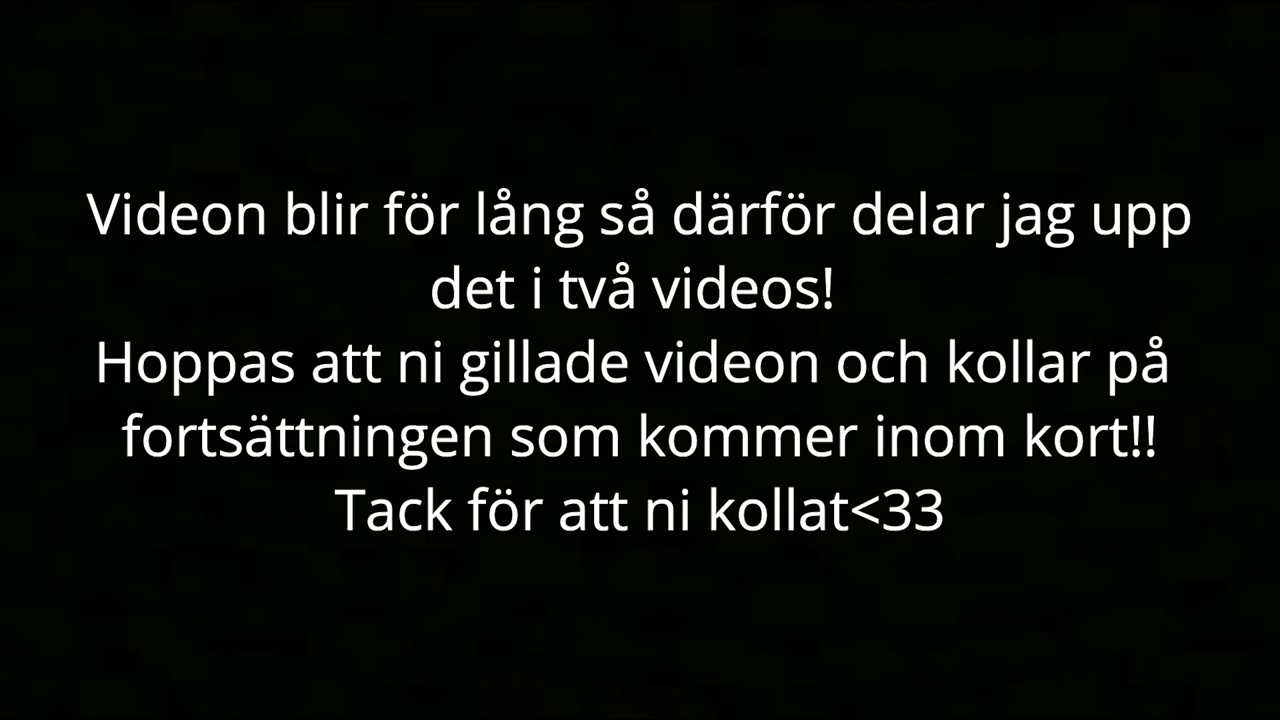 Videon blir för lång så därför delar jag upp
det i två videos!
Hoppas att ni gillade videon och kollar på
fortsättningen som kommer inom kort!!
Tack för att ni kollat<33